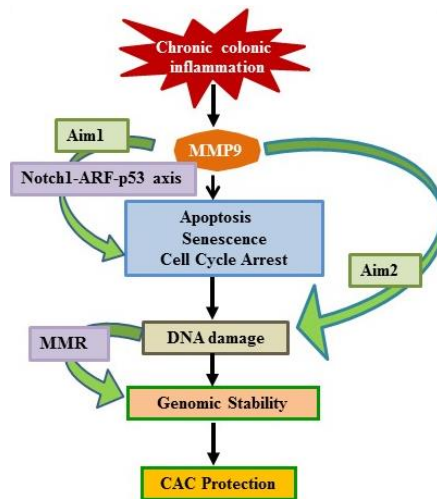 Chronic colonic
inflammation
Aim1
MMP9
Notch1-ARF-p53 axis
Apoptosis
Senescence
Cell Cycle Arrest
Aim2
DNA damage
MMR
Genomic Stability
CAC Protection